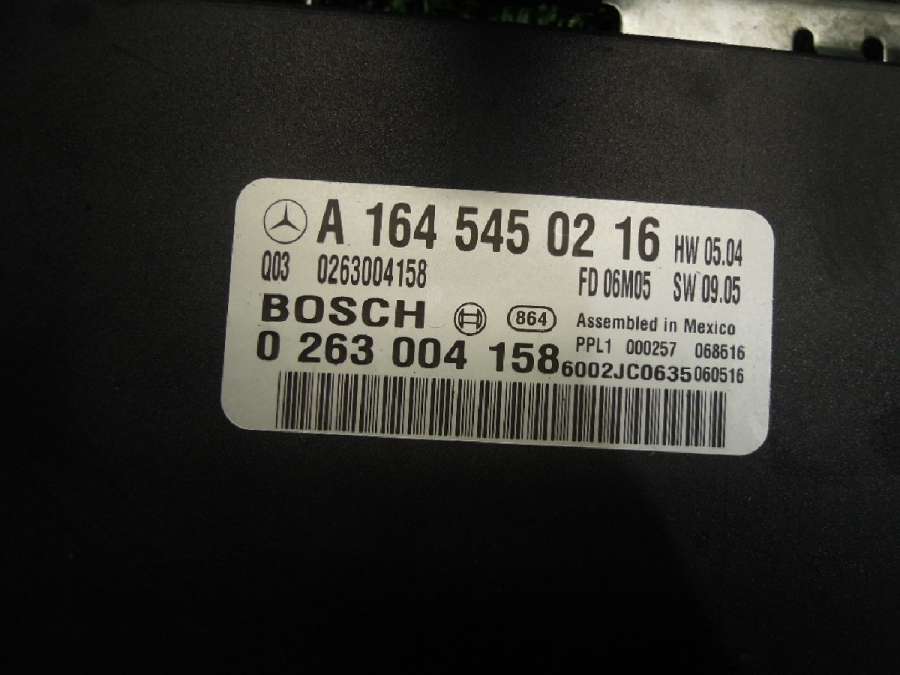 A 164 545 02 16 HW 05.04
Q03 0263004158 FD 06M05 SW 09.05
BOSCH 864 Assembled in Mexico
0 263 004 158 PPL1 000257 068616
6002JC0635 060516